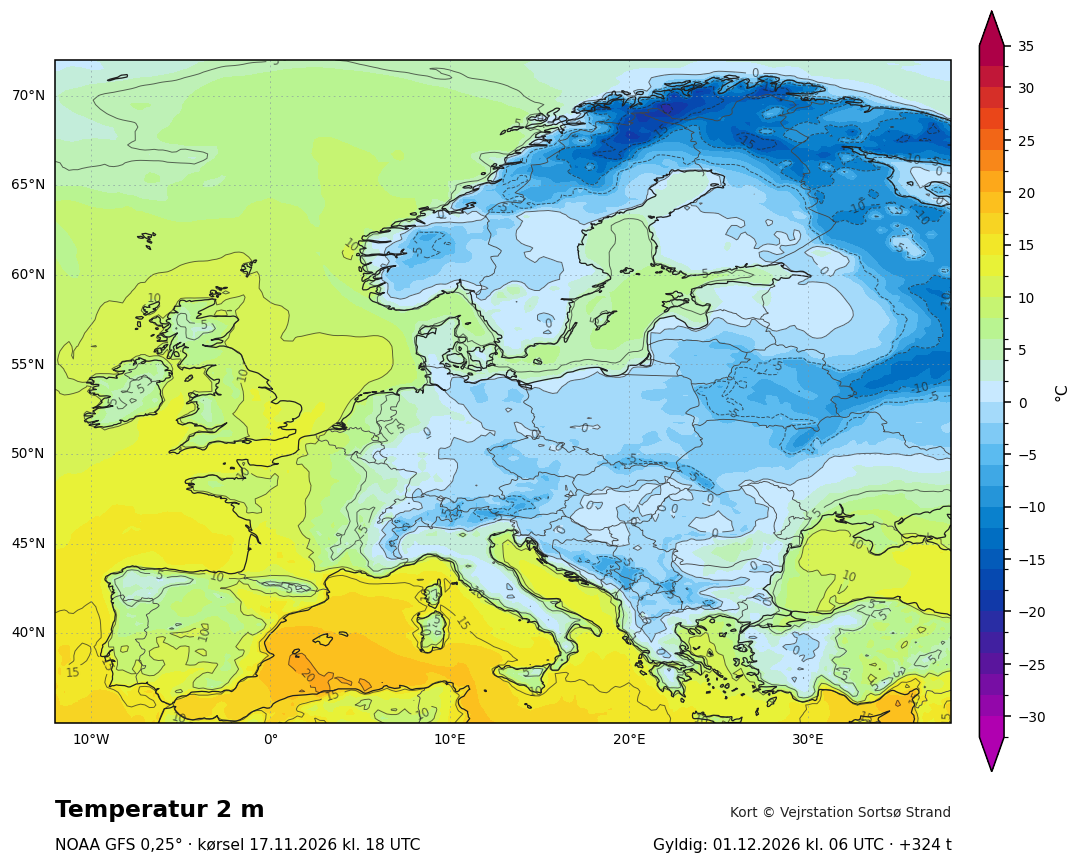 70°N
65°N
60°N
55°N
50°N
45°N
40°N
10°W
0°
10°E
20°E
30°E
35
30
25
20
15
10
5
0
−5
−10
−15
−20
−25
−30
°C
Temperatur 2 m
Kort © Vejrstation Sortsø Strand
NOAA GFS 0,25° · kørsel 17.11.2026 kl. 18 UTC
Gyldig: 01.12.2026 kl. 06 UTC · +324 t